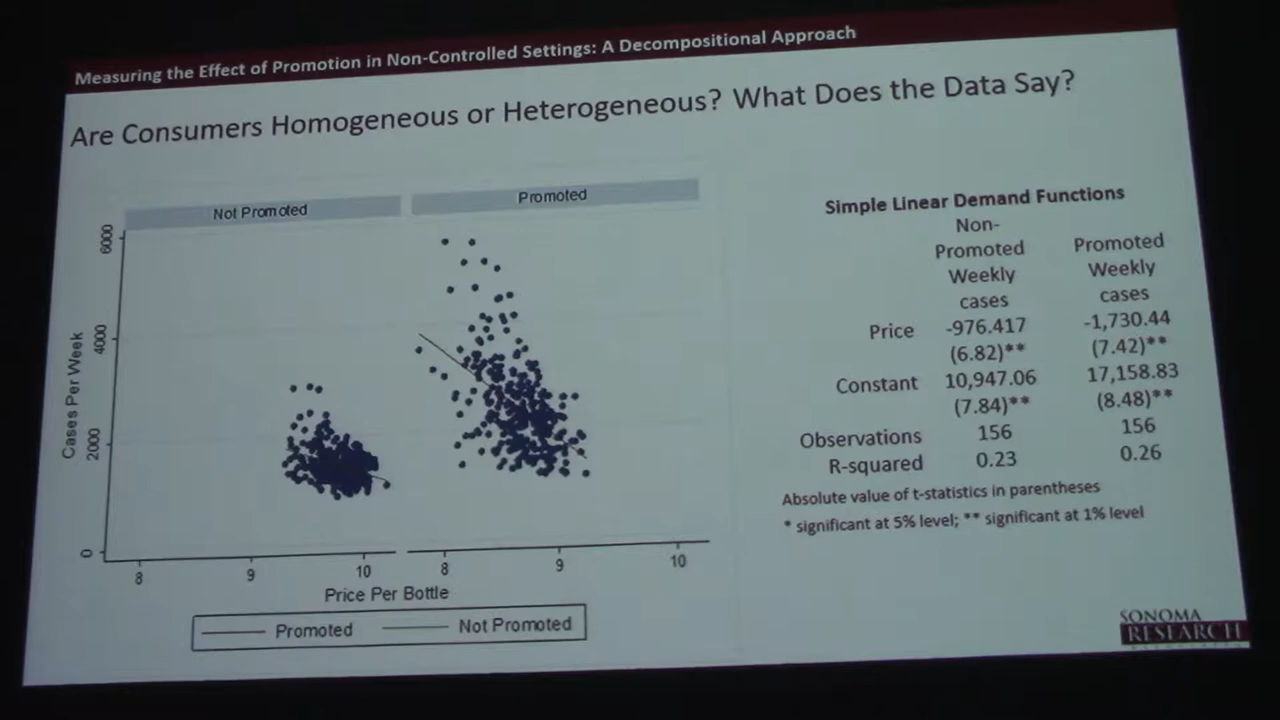 Measuring the Effect of Promotion in Non-Controlled Settings: A Decompositional Approach
Are Consumers Homogeneous or Heterogeneous? What Does the Data Say?
Not Promoted
Promoted
Cases Per Week
6000
4000
2000
0
8 9 10
8 9 10
Price Per Bottle
Promoted Not Promoted
Simple Linear Demand Functions
Non-
Promoted
Weekly
cases
Promoted
Weekly
cases
Price -976.417 -1,730.44
(6.82)** (7.42)**
Constant 10,947.06 17,158.83
(7.84)** (8.48)**
Observations 156 156
R-squared 0.23 0.26
Absolute value of t-statistics in parentheses
* significant at 5% level; ** significant at 1% level
SONOMA
RESEARCH